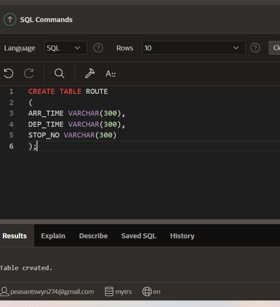 SQL Commands
Language SQL Rows 10 Cl
A..
1 CREATE TABLE ROUTE
2 (
3 ARR_TIME VARCHAR(300),
4 DEP_TIME VARCHAR(300),
5 STOP_NO VARCHAR(300)
6 );
Results Explain Describe Saved SQL History
Table created.
peasantswyn274@gmail.com mytrs en